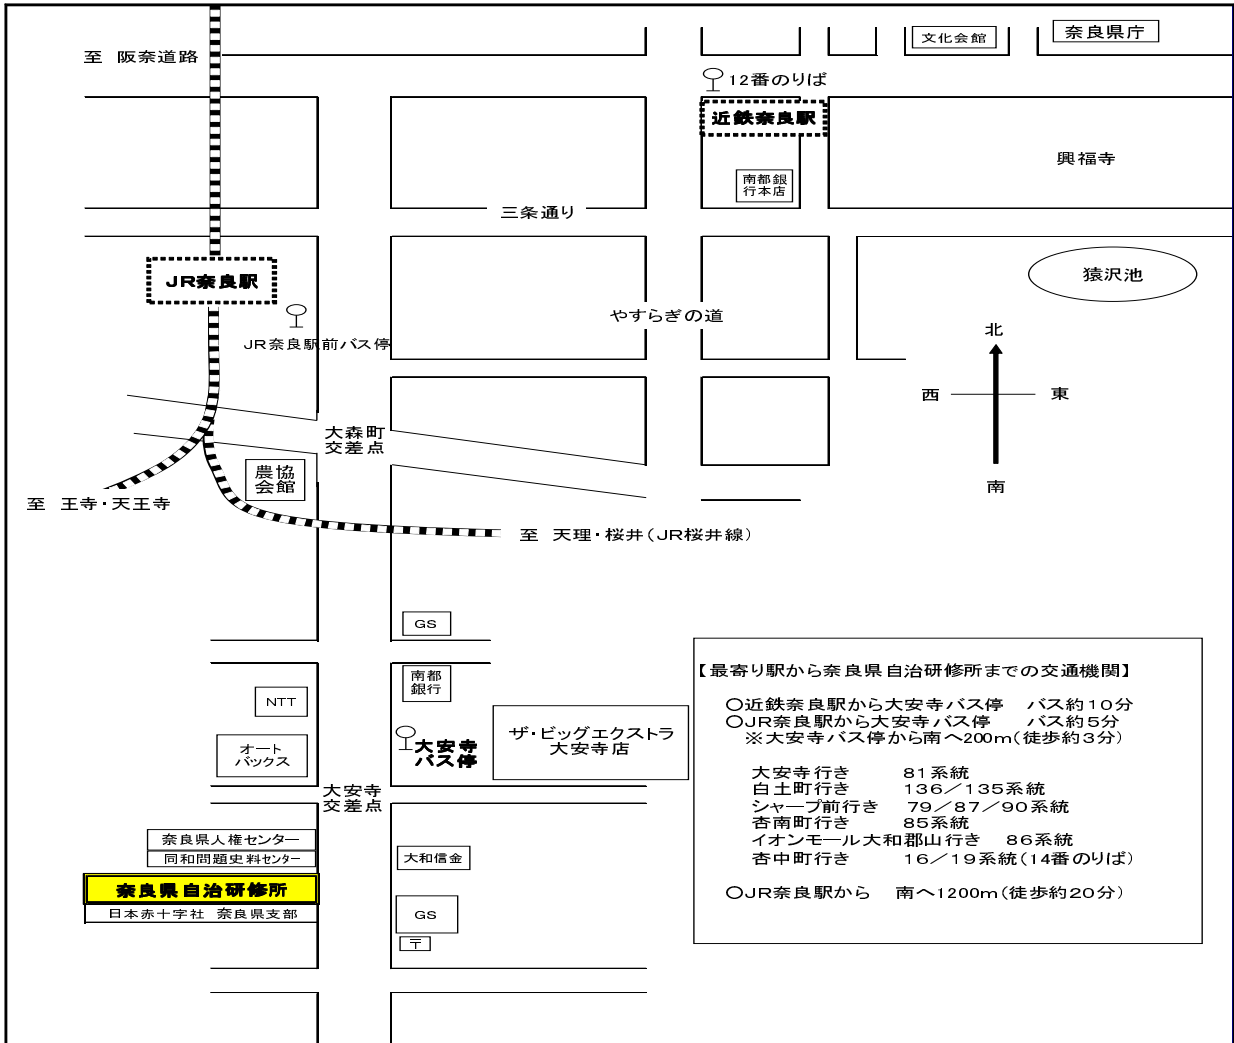 文化会館
奈良県庁
至 阪奈道路
12番のりば
近鉄奈良駅
興福寺
南都銀
行本店
三条通り
JR奈良駅
猿沢池
やすらぎの道
JR奈良駅前バス停
北
西
東
南
大森町
交差点
農協
会館
至 王寺・天王寺
至 天理・桜井(JR桜井線)
GS
南都
銀行
NTT
オート
バックス
大安寺
バス停
ザ・ビッグエクストラ
大安寺店
大安寺
交差点
奈良県人権センター
同和問題史料センター
奈良県自治研修所
日本赤十字社 奈良県支部
大和信金
GS
〒
【最寄り駅から奈良県自治研修所までの交通機関】
○近鉄奈良駅から大安寺バス停 バス約10分
○JR奈良駅から大安寺バス停 バス約5分
※大安寺バス停から南へ200m(徒歩約3分)
大安寺行き 81系統
白土町行き 136/135系統
シャープ前行き 79/87/90系統
杏南町行き 85系統
イオンモール大和郡山行き 86系統
杏中町行き 16/19系統(14番のりば)
○JR奈良駅から 南へ1200m(徒歩約20分)